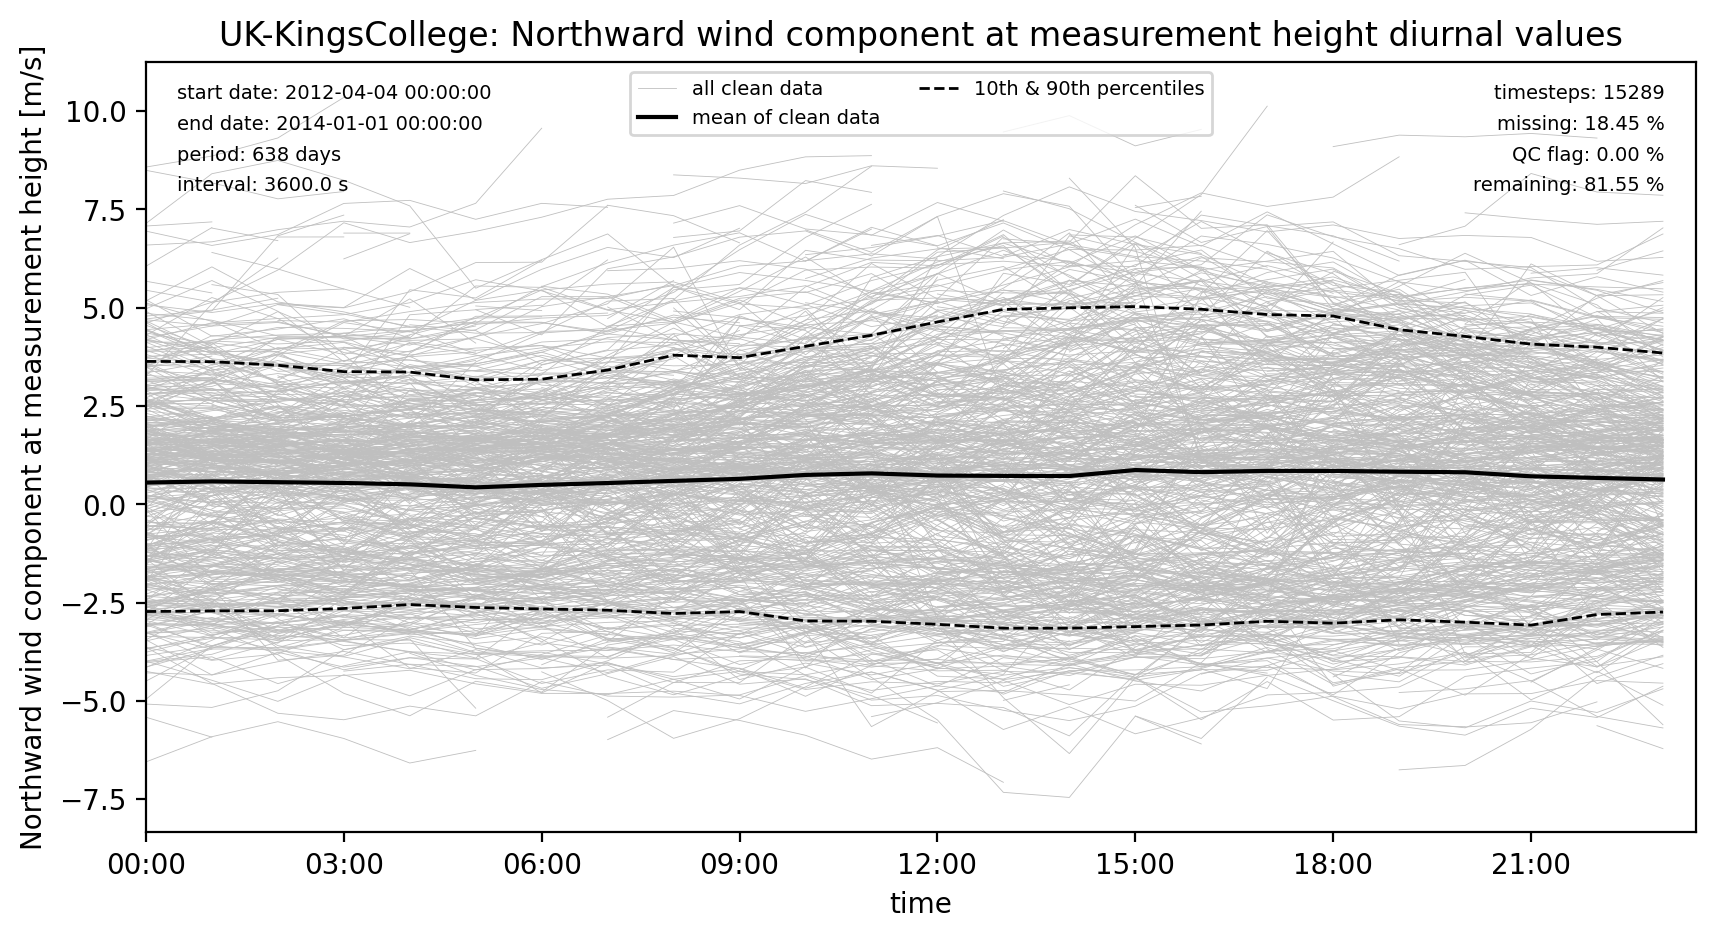 UK-KingsCollege: Northward wind component at measurement height diurnal values
Northward wind component at measurement height [m/s]
start date: 2012-04-04 00:00:00
end date: 2014-01-01 00:00:00
period: 638 days
interval: 3600.0 s
all clean data
mean of clean data
10th & 90th percentiles
timesteps: 15289
missing: 18.45 %
QC flag: 0.00 %
remaining: 81.55 %
10.0
7.5
5.0
2.5
0.0
−2.5
−5.0
−7.5
00:00
03:00
06:00
09:00
12:00
15:00
18:00
21:00
time